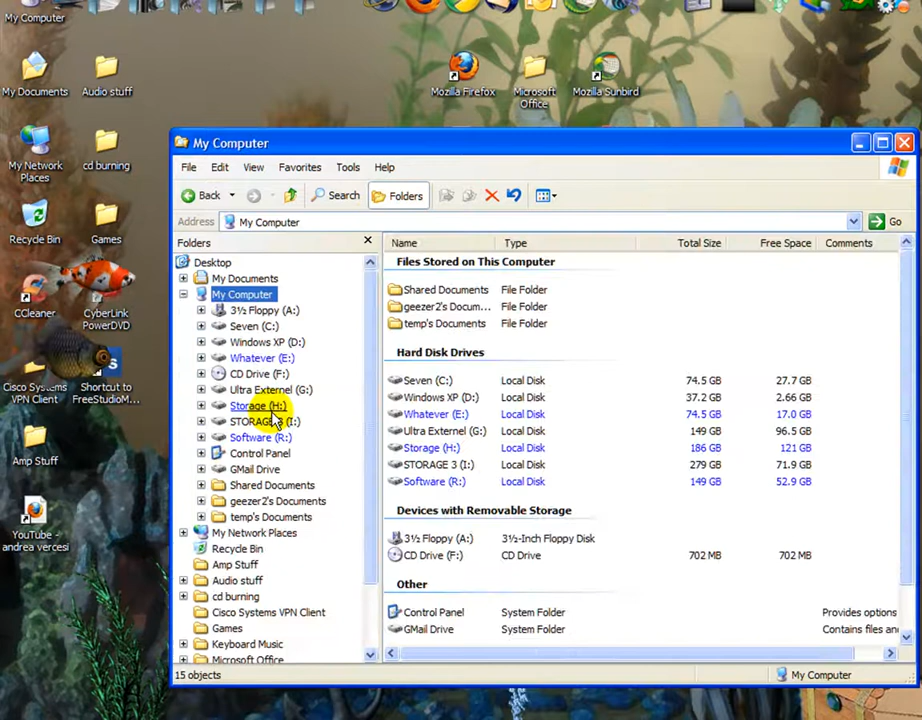 My Computer
My Documents
Audio stuff
Mozilla Firefox
Microsoft Office
Mozilla Sunbird
My Network Places
cd burning
Recycle Bin
Games
CCleaner
CyberLink PowerDVD
Cisco Systems VPN Client
Shortcut to FreeStudioM...
Amp Stuff
YouTube - andrea vercesi
My Computer
File Edit View Favorites Tools Help
Back Search Folders
Address My Computer Go
Folders
Desktop
My Documents
My Computer
3½ Floppy (A:)
Seven (C:)
Windows XP (D:)
Whatever (E:)
CD Drive (F:)
Ultra External (G:)
Storage (H:)
STORAGE 3 (I:)
Software (R:)
Control Panel
GMail Drive
Shared Documents
geezer2's Documents
temp's Documents
My Network Places
Recycle Bin
Amp Stuff
Audio stuff
cd burning
Cisco Systems VPN Client
Games
Keyboard Music
Microsoft Office
Name Type Total Size Free Space Comments
Files Stored on This Computer
Shared Documents File Folder
geezer2's Docum... File Folder
temp's Documents File Folder
Hard Disk Drives
Seven (C:) Local Disk 74.5 GB 27.7 GB
Windows XP (D:) Local Disk 37.2 GB 2.66 GB
Whatever (E:) Local Disk 74.5 GB 17.0 GB
Ultra External (G:) Local Disk 149 GB 96.5 GB
Storage (H:) Local Disk 186 GB 121 GB
STORAGE 3 (I:) Local Disk 279 GB 71.9 GB
Software (R:) Local Disk 149 GB 52.9 GB
Devices with Removable Storage
3½ Floppy (A:) 3½-Inch Floppy Disk
CD Drive (F:) CD Drive 702 MB 702 MB
Other
Control Panel System Folder Provides options
GMail Drive System Folder Contains files an
15 objects My Computer